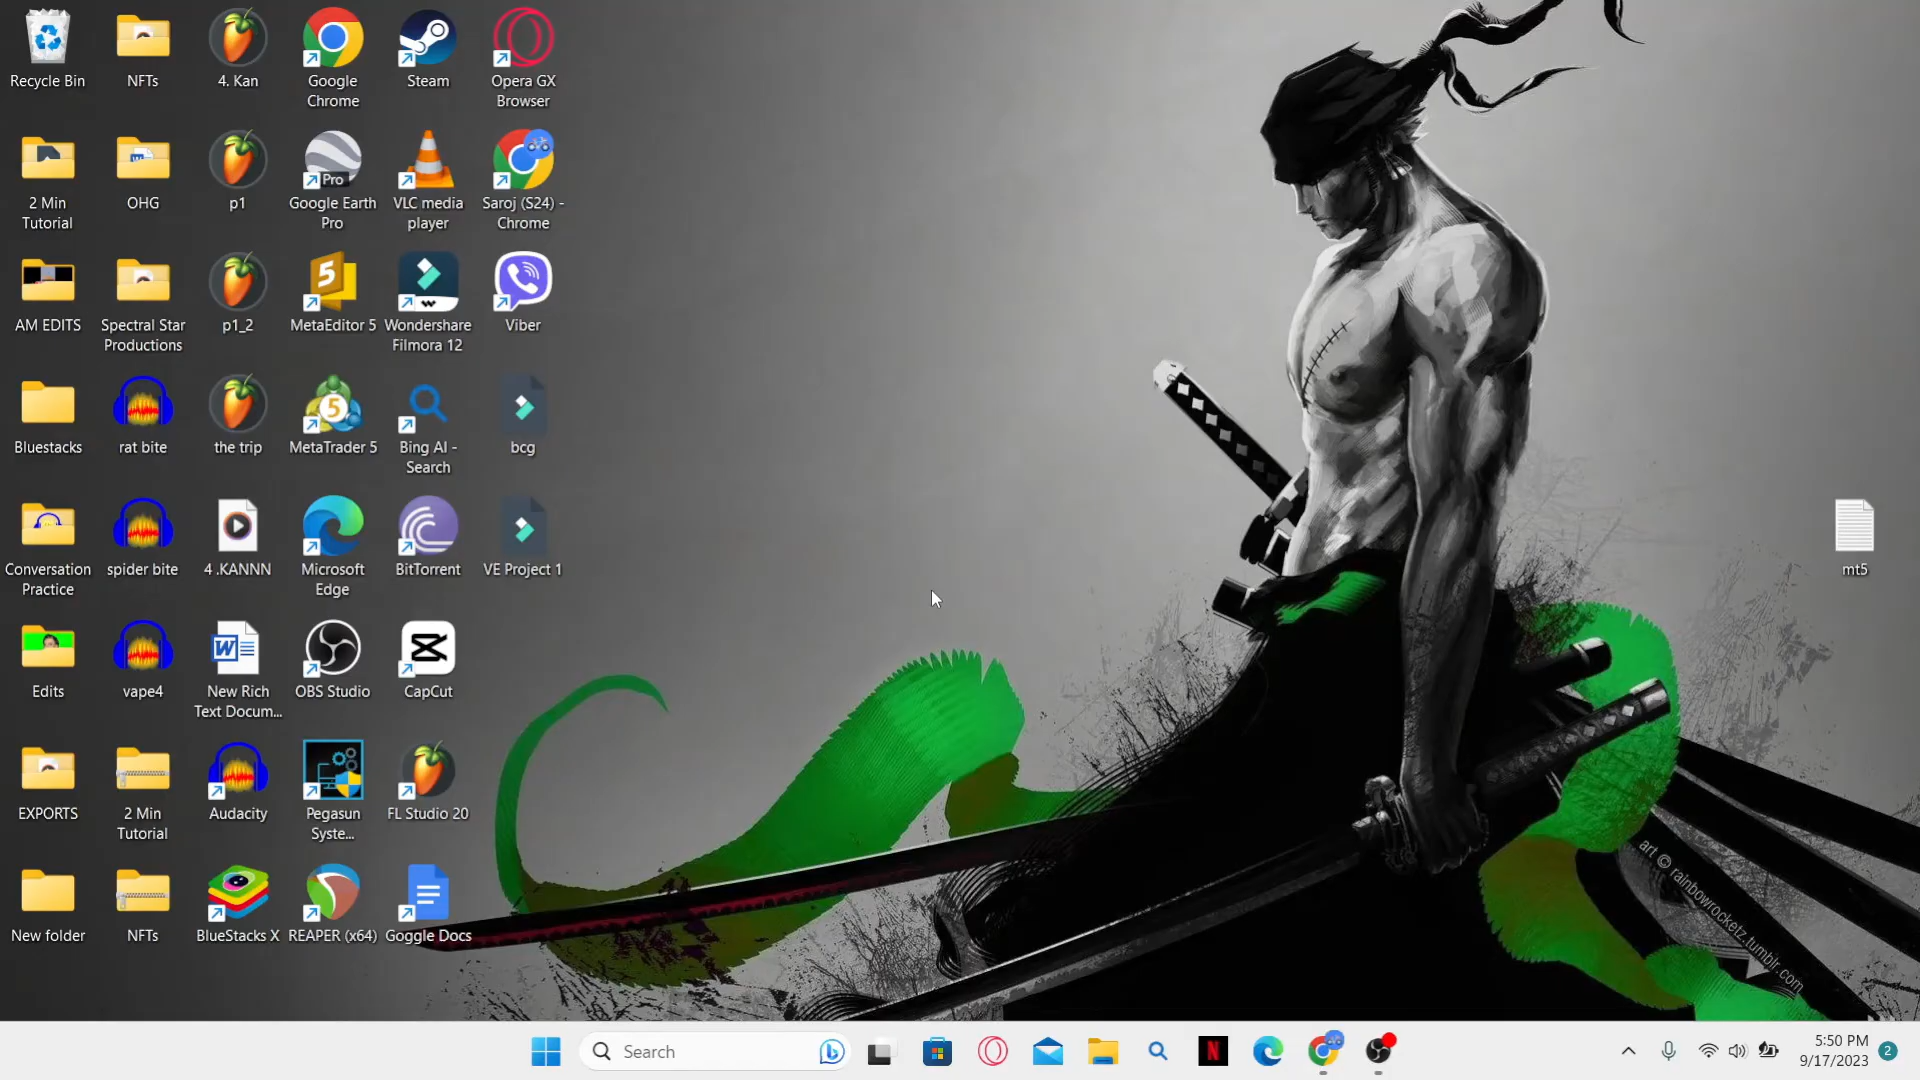 Recycle Bin
NFTs
4. Kan
Google
Chrome
Steam
Opera GX
Browser
2 Min
Tutorial
OHG
p1
Pro
Google Earth
Pro
VLC media
player
Saroj (S24) -
Chrome
AM EDITS
Spectral Star
Productions
p1_2
5
MetaEditor 5
Wondershare
Filmora 12
Viber
Bluestacks
rat bite
the trip
5
MetaTrader 5
Bing AI -
Search
bcg
Conversation
Practice
spider bite
4 .KANNN
Microsoft
Edge
BitTorrent
VE Project 1
mt5
Edits
vape4
W
New Rich
Text Docum...
OBS Studio
CapCut
EXPORTS
2 Min
Tutorial
Audacity
Pegasun
Syste...
FL Studio 20
New folder
NFTs
BlueStacks X
REAPER (x64)
Goggle Docs
art © rainbowrocketz.tumblr.com
Search
N
5:50 PM
9/17/2023
2